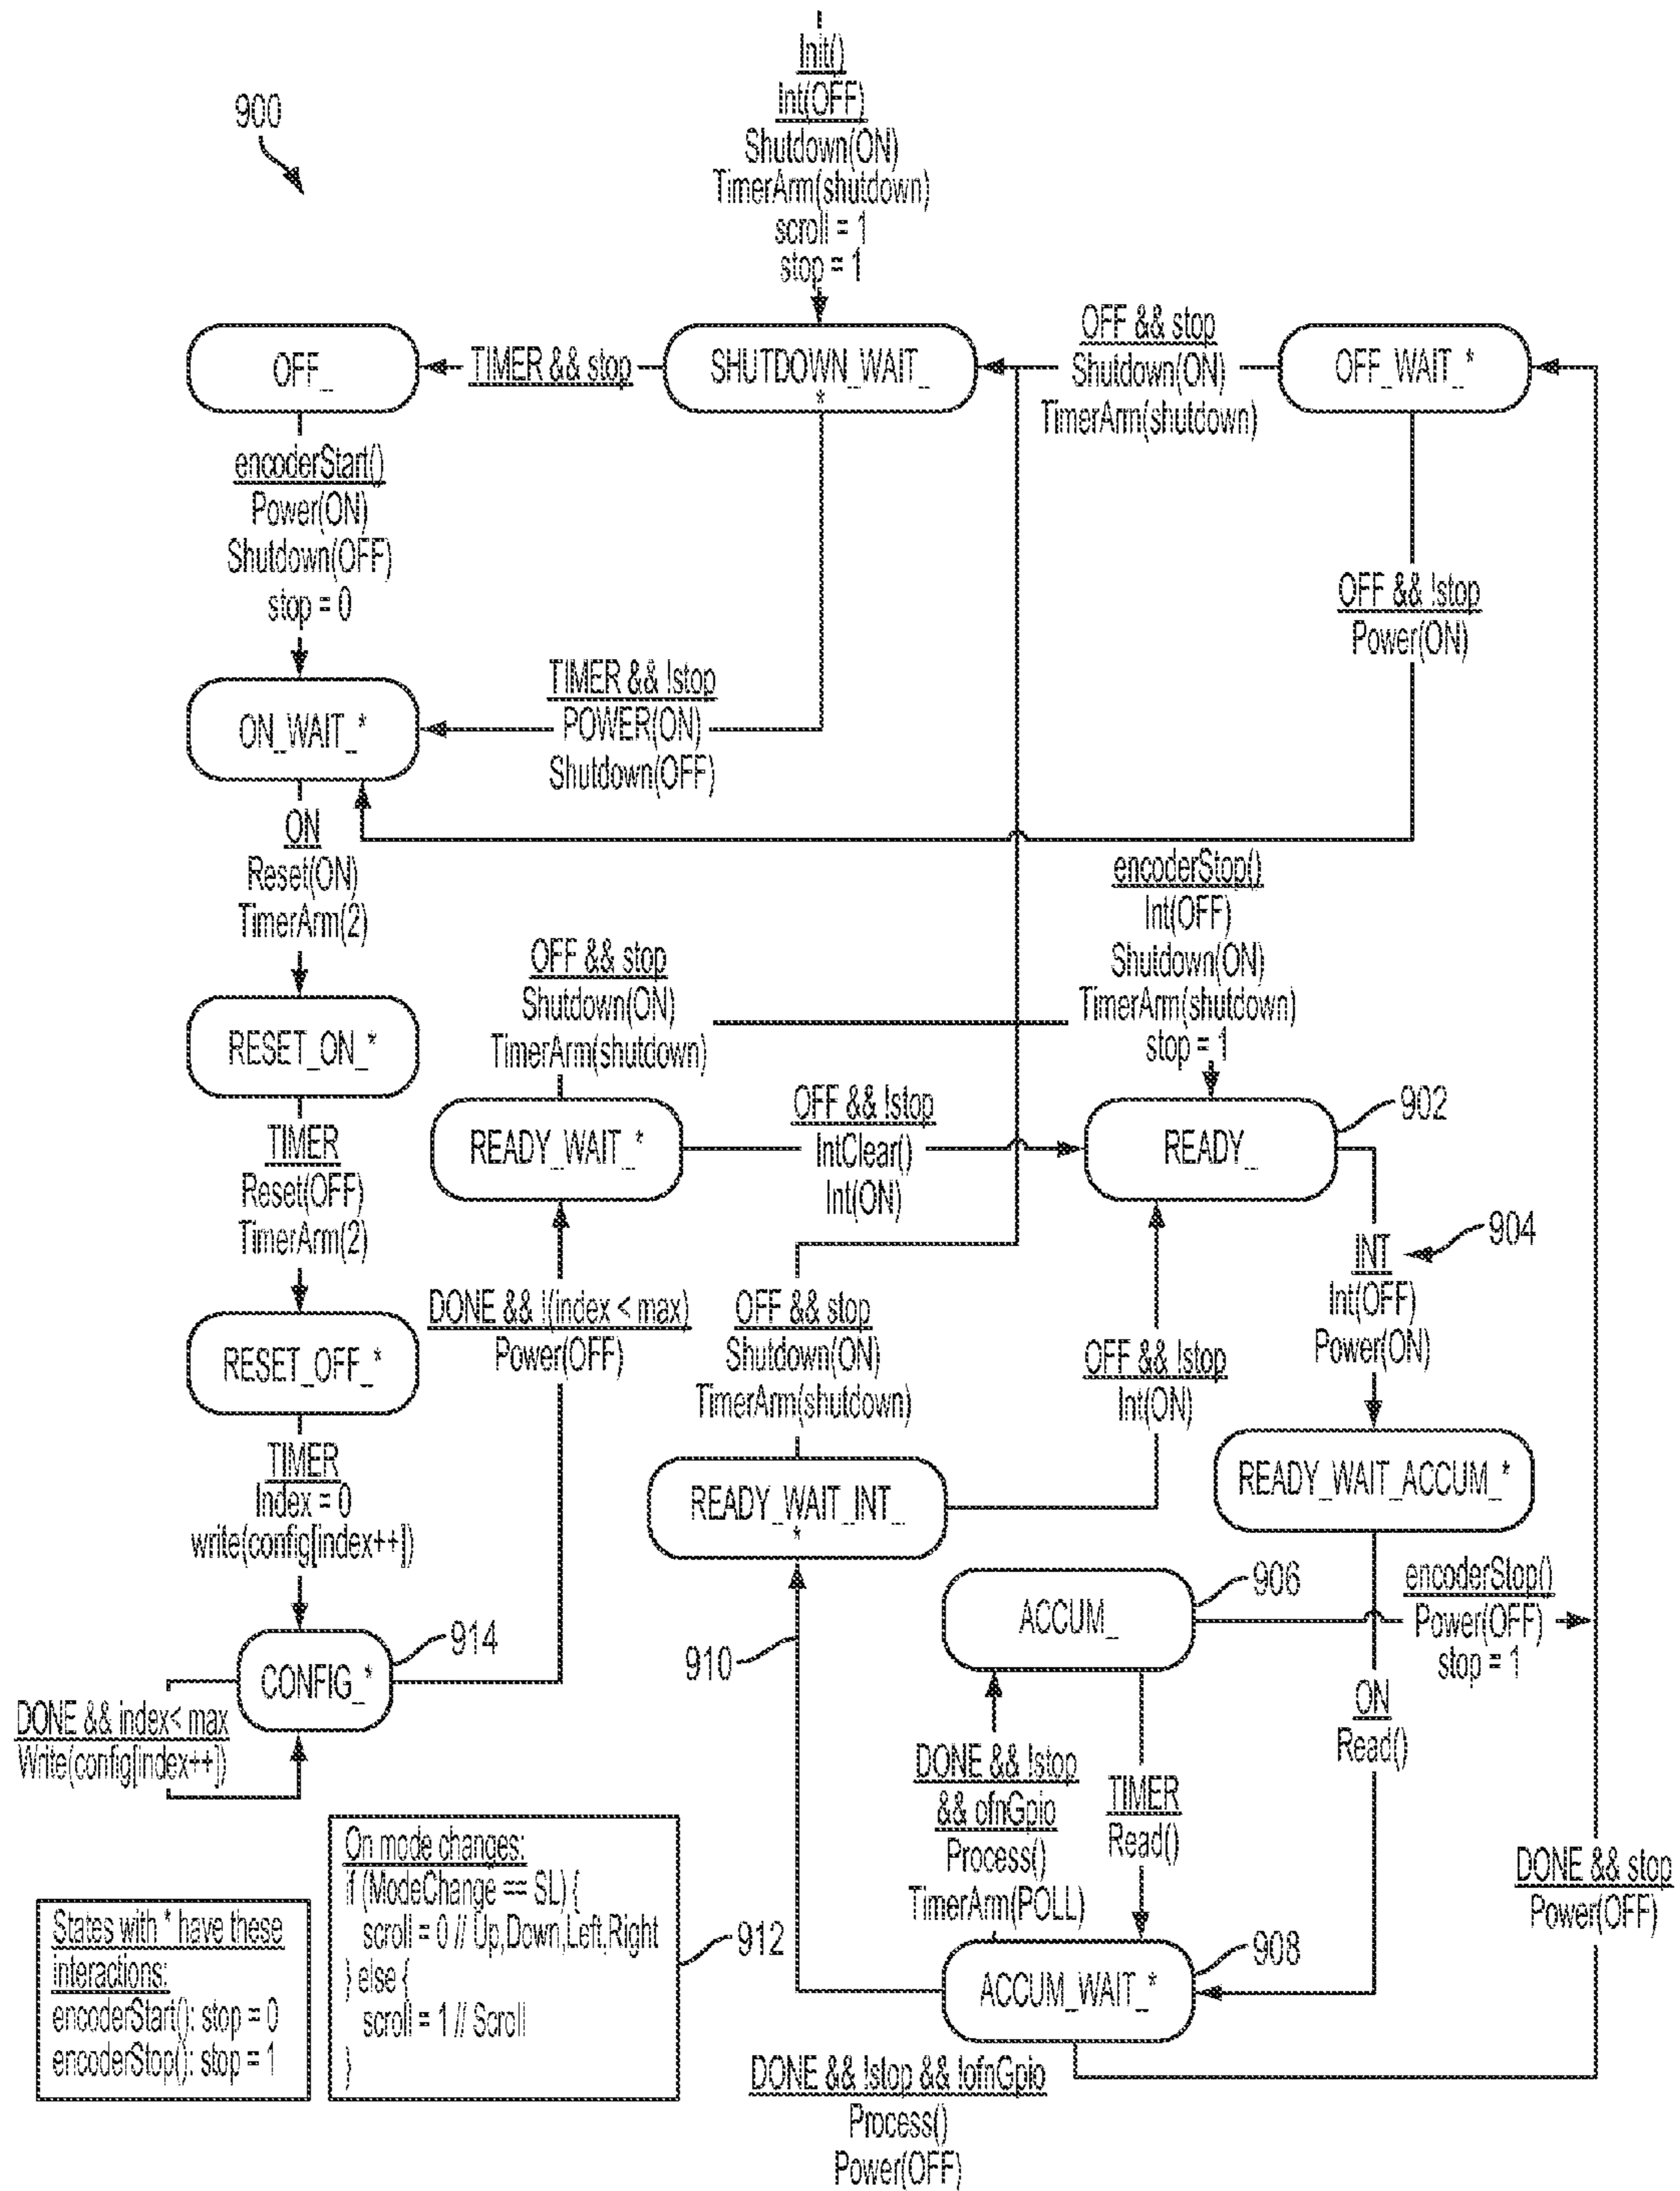 Init()
Int(OFF)
Shutdown(ON)
TimerArm(shutdown)
scroll = 1
stop = 1
900
OFF_
TIMER && stop
SHUTDOWN_WAIT_
*
OFF && stop
Shutdown(ON)
TimerArm(shutdown)
OFF_WAIT_*
encoderStart()
Power(ON)
Shutdown(OFF)
stop = 0
OFF && !stop
Power(ON)
ON_WAIT_*
TIMER && !stop
POWER(ON)
Shutdown(OFF)
ON
Reset(ON)
TimerArm(2)
encoderStop()
Int(OFF)
Shutdown(ON)
TimerArm(shutdown)
stop = 1
OFF && stop
Shutdown(ON)
TimerArm(shutdown)
RESET_ON_*
READY_WAIT_*
OFF && !stop
IntClear()
Int(ON)
READY_
902
TIMER
Reset(OFF)
TimerArm(2)
INT
Int(OFF)
Power(ON)
904
DONE && !(index < max)
Power(OFF)
OFF && stop
Shutdown(ON)
TimerArm(shutdown)
OFF && !stop
Int(ON)
RESET_OFF_*
TIMER
Index = 0
write(config[index++])
READY_WAIT_INT_
*
READY_WAIT_ACCUM_*
ACCUM_
906
encoderStop()
Power(OFF)
stop = 1
CONFIG_*
914
910
DONE && index< max
Write(config[index++])
ON
Read()
DONE && !stop
&& ofnGpio
Process()
TimerArm(POLL)
TIMER
Read()
DONE && stop
Power(OFF)
States with * have these
interactions:
encoderStart(): stop = 0
encoderStop(): stop = 1
On mode changes:
if (ModeChange == SL) {
scroll = 0 // Up,Down,Left,Right
} else {
scroll = 1 // Scroll
}
912
ACCUM_WAIT_*
908
DONE && !stop && !ofnGpio
Process()
Power(OFF)